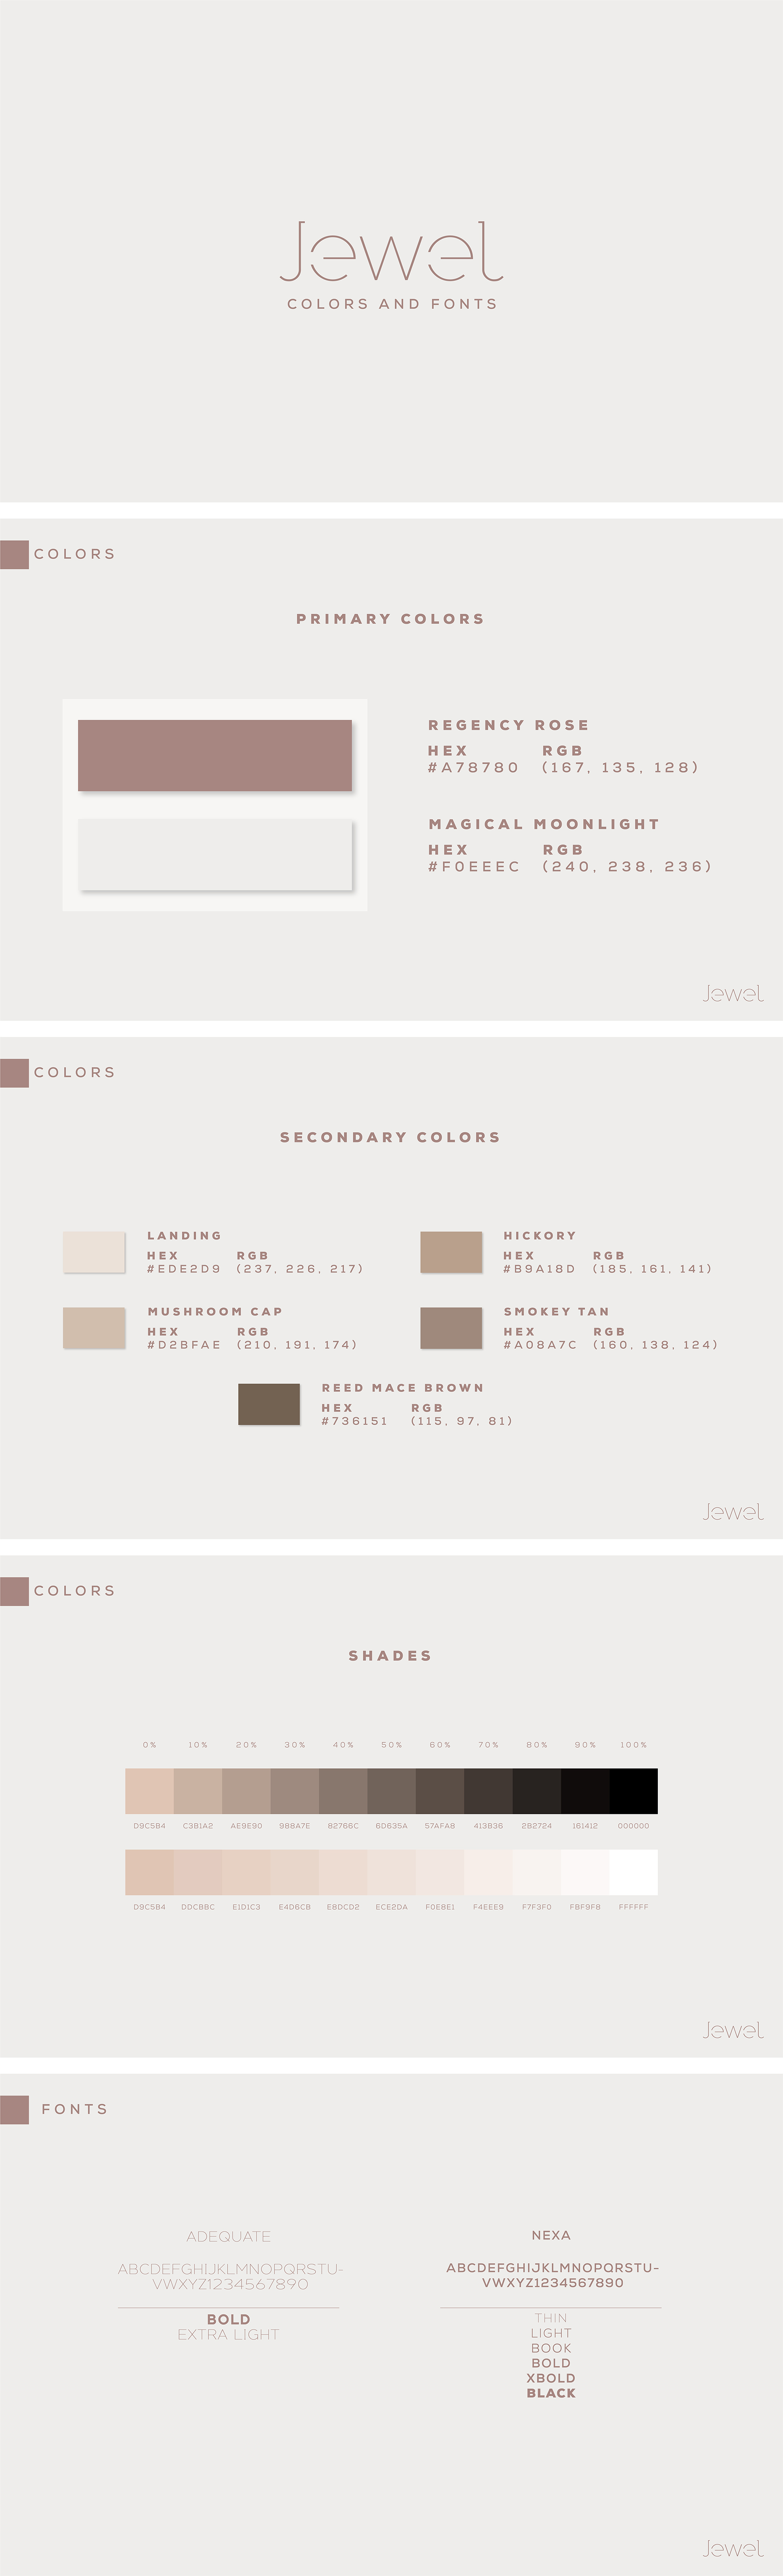 Jewel
COLORS AND FONTS
COLORS
PRIMARY COLORS
REGENCY ROSE
HEX RGB
#A78780 (167, 135, 128)
MAGICAL MOONLIGHT
HEX RGB
#F0EEEC (240, 238, 236)
Jewel
COLORS
SECONDARY COLORS
LANDING
HEX RGB
#EDE2D9 (237, 226, 217)
HICKORY
HEX RGB
#B9A18D (185, 161, 141)
MUSHROOM CAP
HEX RGB
#D2BFAE (210, 191, 174)
SMOKEY TAN
HEX RGB
#A08A7C (160, 138, 124)
REED MACE BROWN
HEX RGB
#736151 (115, 97, 81)
Jewel
COLORS
SHADES
0% 10% 20% 30% 40% 50% 60% 70% 80% 90% 100%
D9C5B4 C3B1A2 AE9E90 988A7E 82766C 6D635A 57AFA8 413B36 2B2724 161412 000000
D9C5B4 DDCBBC E1D1C3 E4D6CB E8DCD2 ECE2DA F0E8E1 F4EEE9 F7F3F0 FBF9F8 FFFFFF
Jewel
FONTS
ADEQUATE
ABCDEFGHIJKLMNOPQRSTU-
VWXYZ1234567890
BOLD
EXTRA LIGHT
NEXA
ABCDEFGHIJKLMNOPQRSTU-
VWXYZ1234567890
THIN
LIGHT
BOOK
BOLD
XBOLD
BLACK
Jewel